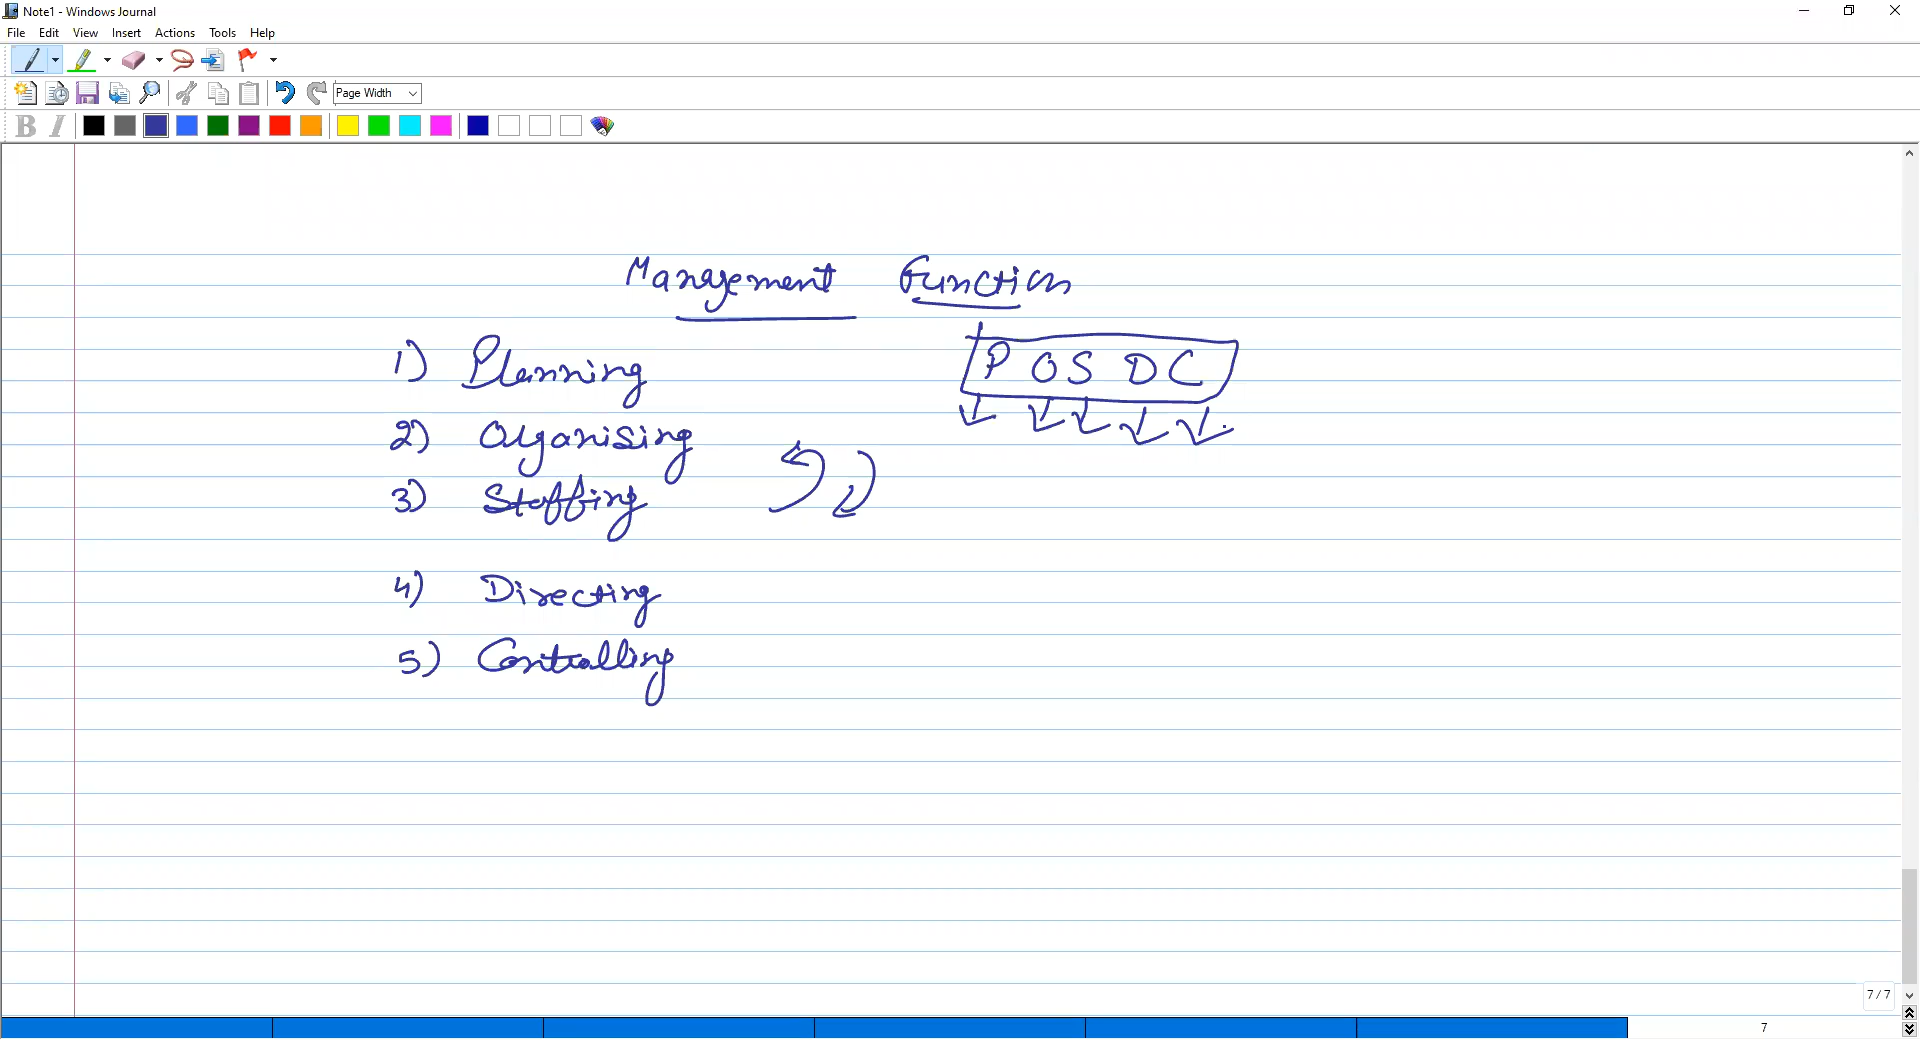 Note1 - Windows Journal
File Edit View Insert Actions Tools Help
Page Width
B I
Management Function
P O S D C
1) Planning
2) Organising
3) Staffing
4) Directing
5) Controlling
7 / 7
7